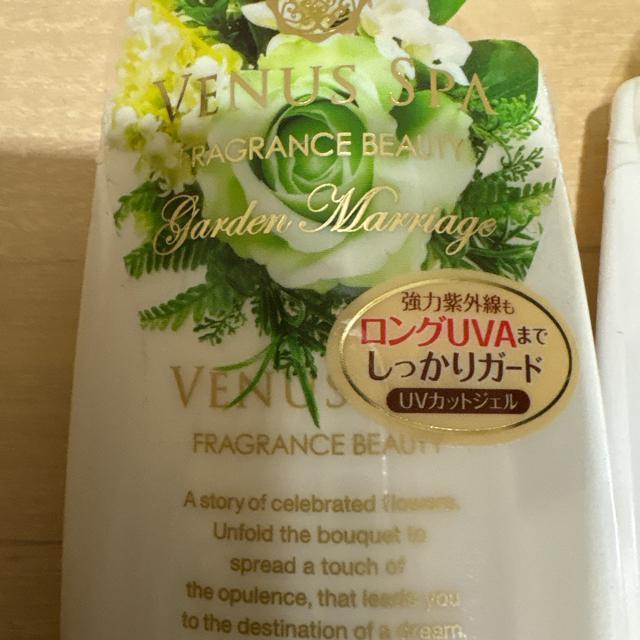 VENUS SPA
FRAGRANCE BEAUTY
Garden Marriage
強力紫外線も
ロングUVAまで
しっかりガード
UVカットジェル
VENUS
FRAGRANCE BEAUTY
A story of celebrated flowers.
Unfold the bouquet to
spread a touch of
the opulence, that leads you
to the destination of a dream.